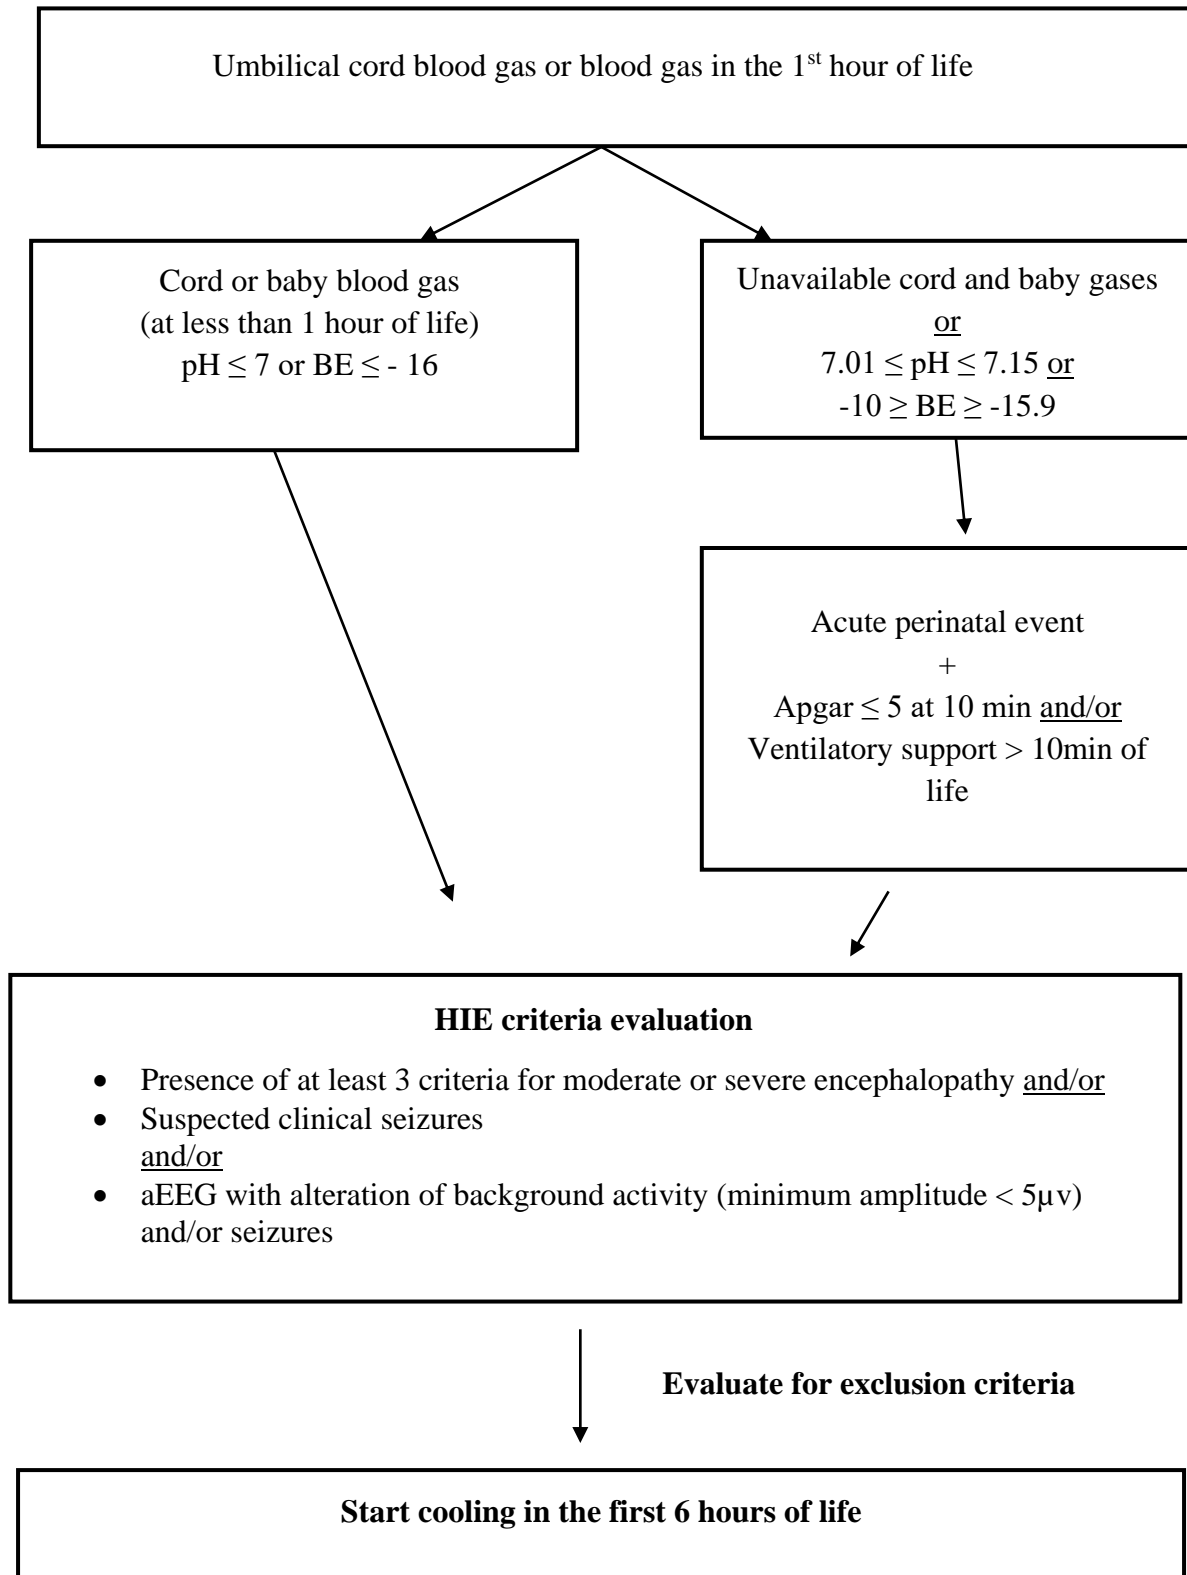 Umbilical cord blood gas or blood gas in the 1st hour of life
Cord or baby blood gas
(at less than 1 hour of life)
pH ≤ 7 or BE ≤ - 16
Unavailable cord and baby gases
or
7.01 ≤ pH ≤ 7.15 or
-10 ≥ BE ≥ -15.9
Acute perinatal event
+
Apgar ≤ 5 at 10 min and/or
Ventilatory support > 10min of
life
HIE criteria evaluation
• Presence of at least 3 criteria for moderate or severe encephalopathy and/or
• Suspected clinical seizures
and/or
• aEEG with alteration of background activity (minimum amplitude < 5µv)
and/or seizures
Evaluate for exclusion criteria
Start cooling in the first 6 hours of life